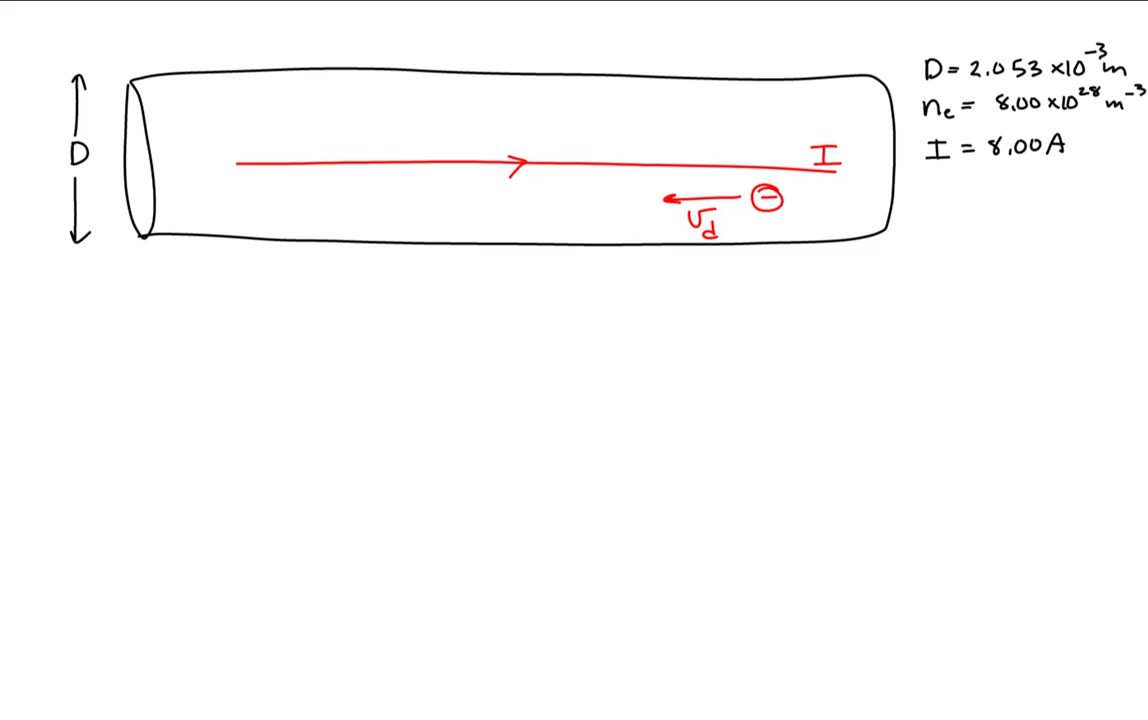 D = 2.053 ×10⁻³ m
nₑ = 8.00 ×10²⁸ m⁻³
I = 8.00 A
D
I
⊖
v_d